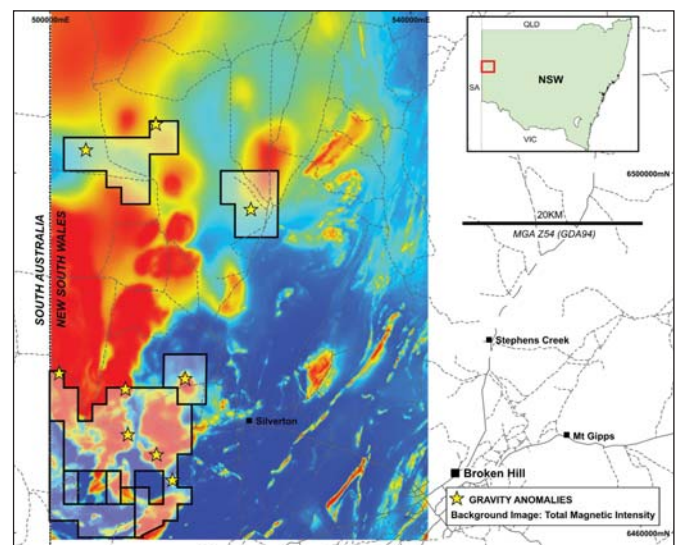 500000mE
540000mE
QLD
NSW
SA
VIC
6500000mN
20KM
MGA Z54 (GDA94)
SOUTH AUSTRALIA
NEW SOUTH WALES
Stephens Creek
Silverton
Mt Gipps
Broken Hill
GRAVITY ANOMALIES
Background Image: Total Magnetic Intensity
6460000mN